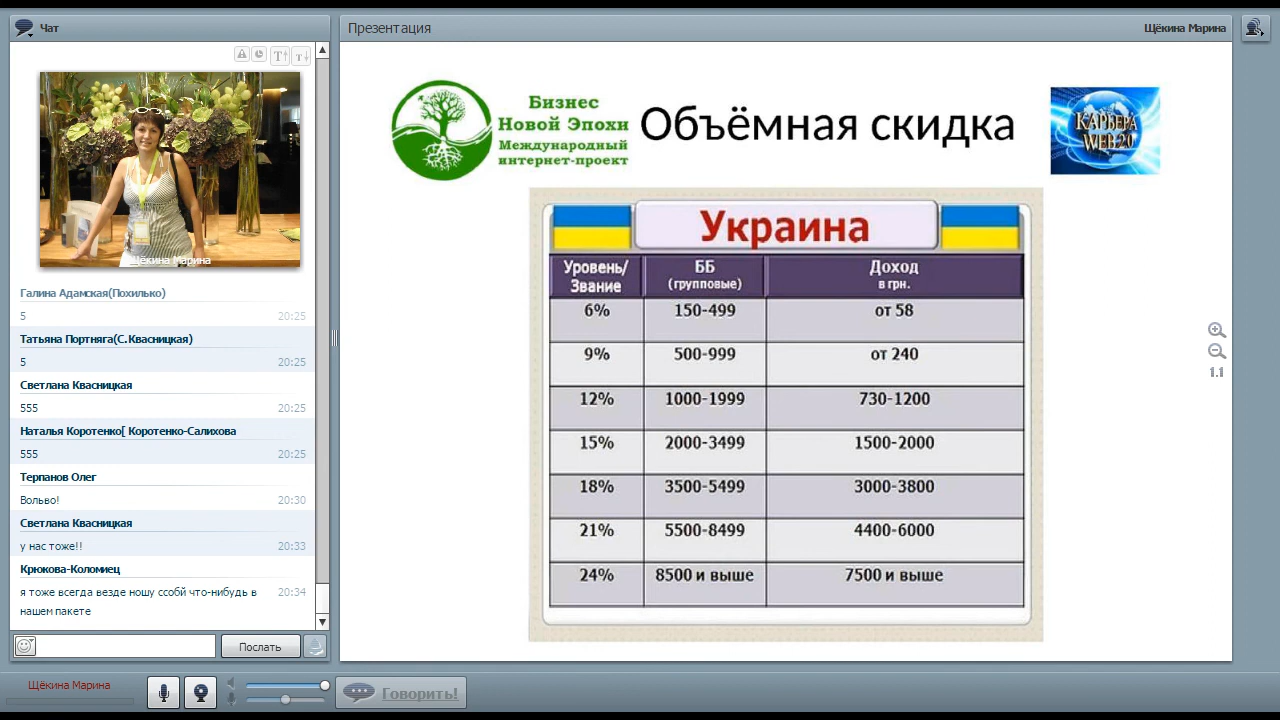 Чат
Щёкина Марина
Галина Адамская(Похилько)
5 20:25
Татьяна Портняга(С.Квасницкая)
5 20:25
Светлана Квасницкая
555 20:25
Наталья Коротенко[ Коротенко-Салихова
555 20:25
Терпанов Олег
Вольво! 20:30
Светлана Квасницкая
у нас тоже!! 20:33
Крюкова-Коломиец
я тоже всегда везде ношу ссобй что-нибудь в 20:34
нашем пакете
Послать
Презентация Щёкина Марина
Бизнес
Новой Эпохи
Международный
интернет-проект
Объёмная скидка
КАРЬЕРА
WEB 2.0
Украина
Уровень/ Звание ББ (групповые) Доход в грн.
6% 150-499 от 58
9% 500-999 от 240
12% 1000-1999 730-1200
15% 2000-3499 1500-2000
18% 3500-5499 3000-3800
21% 5500-8499 4400-6000
24% 8500 и выше 7500 и выше
1.1
Щёкина Марина
Говорить!